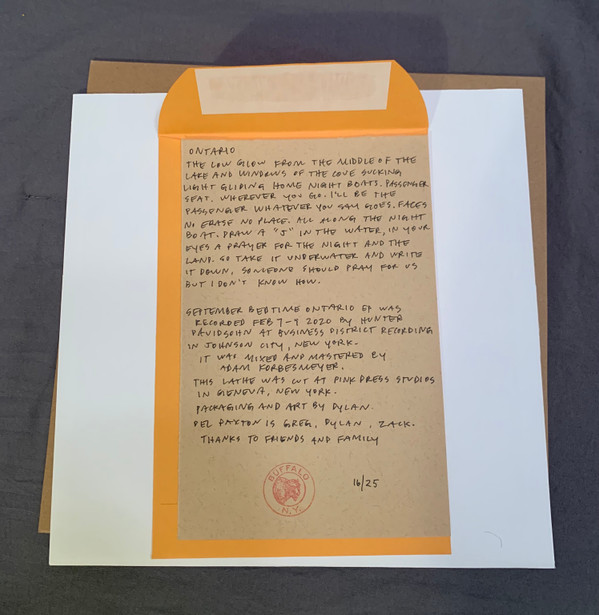 ONTARIO
THE LOW GLOW FROM THE MIDDLE OF THE
LAKE AND WINDOWS OF THE COVE SUCKING
LIGHT GLIDING HOME NIGHT BOATS. PASSENGER
SEAT. WHEREVER YOU GO. I'LL BE THE
PASSENGER WHATEVER YOU SAY GOES. FACES
NO ERASE NO PLACE. ALL ALONG THE NIGHT
BOAT. DRAW A "J" IN THE WATER, IN YOUR
EYES A PRAYER FOR THE NIGHT AND THE
LAND. SO TAKE IT UNDERWATER AND WRITE
IT DOWN, SOMEONE SHOULD PRAY FOR US
BUT I DON'T KNOW HOW.
SEPTEMBER BEDTIME ONTARIO EP WAS
RECORDED FEB 7-9 2020 BY HUNTER
DAVIDSOHN AT BUSINESS DISTRICT RECORDING
IN JOHNSON CITY, NEW YORK.
IT WAS MIXED AND MASTERED BY
ADAM KORBESMEYER.
THIS LATHE WAS CUT AT PINK DRESS STUDIOS
IN GENEVA, NEW YORK.
PACKAGING AND ART BY DYLAN.
DEL PAXTON IS GREG, DYLAN, ZACK.
THANKS TO FRIENDS AND FAMILY
BUFFALO
N.Y.
16/25